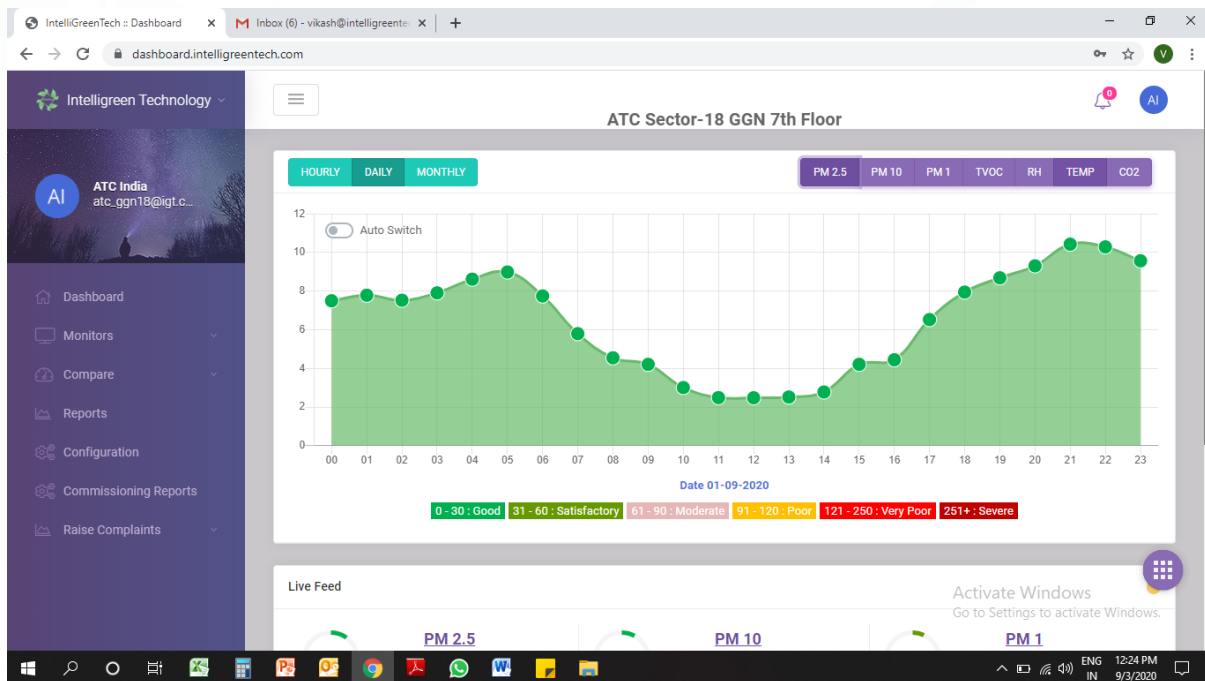 IntelliGreenTech :: Dashboard
Inbox (6) - vikash@intelligreente
dashboard.intelligreentech.com
V
Intelligreen Technology
0
AI
ATC Sector-18 GGN 7th Floor
AI
ATC India
atc_ggn18@igt.c...
HOURLY DAILY MONTHLY
PM 2.5 PM 10 PM 1 TVOC RH TEMP CO2
Auto Switch
12
10
8
6
4
2
0
00 01 02 03 04 05 06 07 08 09 10 11 12 13 14 15 16 17 18 19 20 21 22 23
Date 01-09-2020
0 - 30 : Good 31 - 60 : Satisfactory 61 - 90 : Moderate 91 - 120 : Poor 121 - 250 : Very Poor 251+ : Severe
Dashboard
Monitors
Compare
Reports
Configuration
Commissioning Reports
Raise Complaints
Live Feed
PM 2.5 PM 10 PM 1
Activate Windows
Go to Settings to activate Windows.
ENG
IN
12:24 PM
9/3/2020